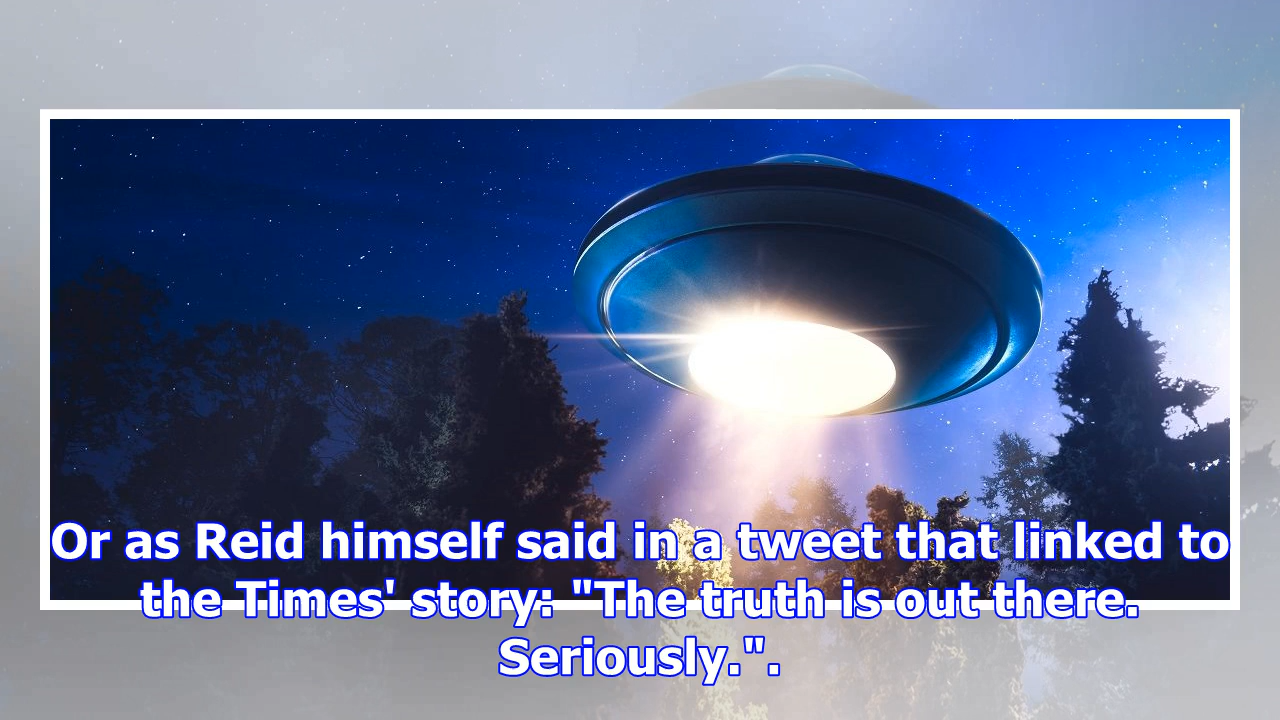 Or as Reid himself said in a tweet that linked to
the Times' story: "The truth is out there.
Seriously.".